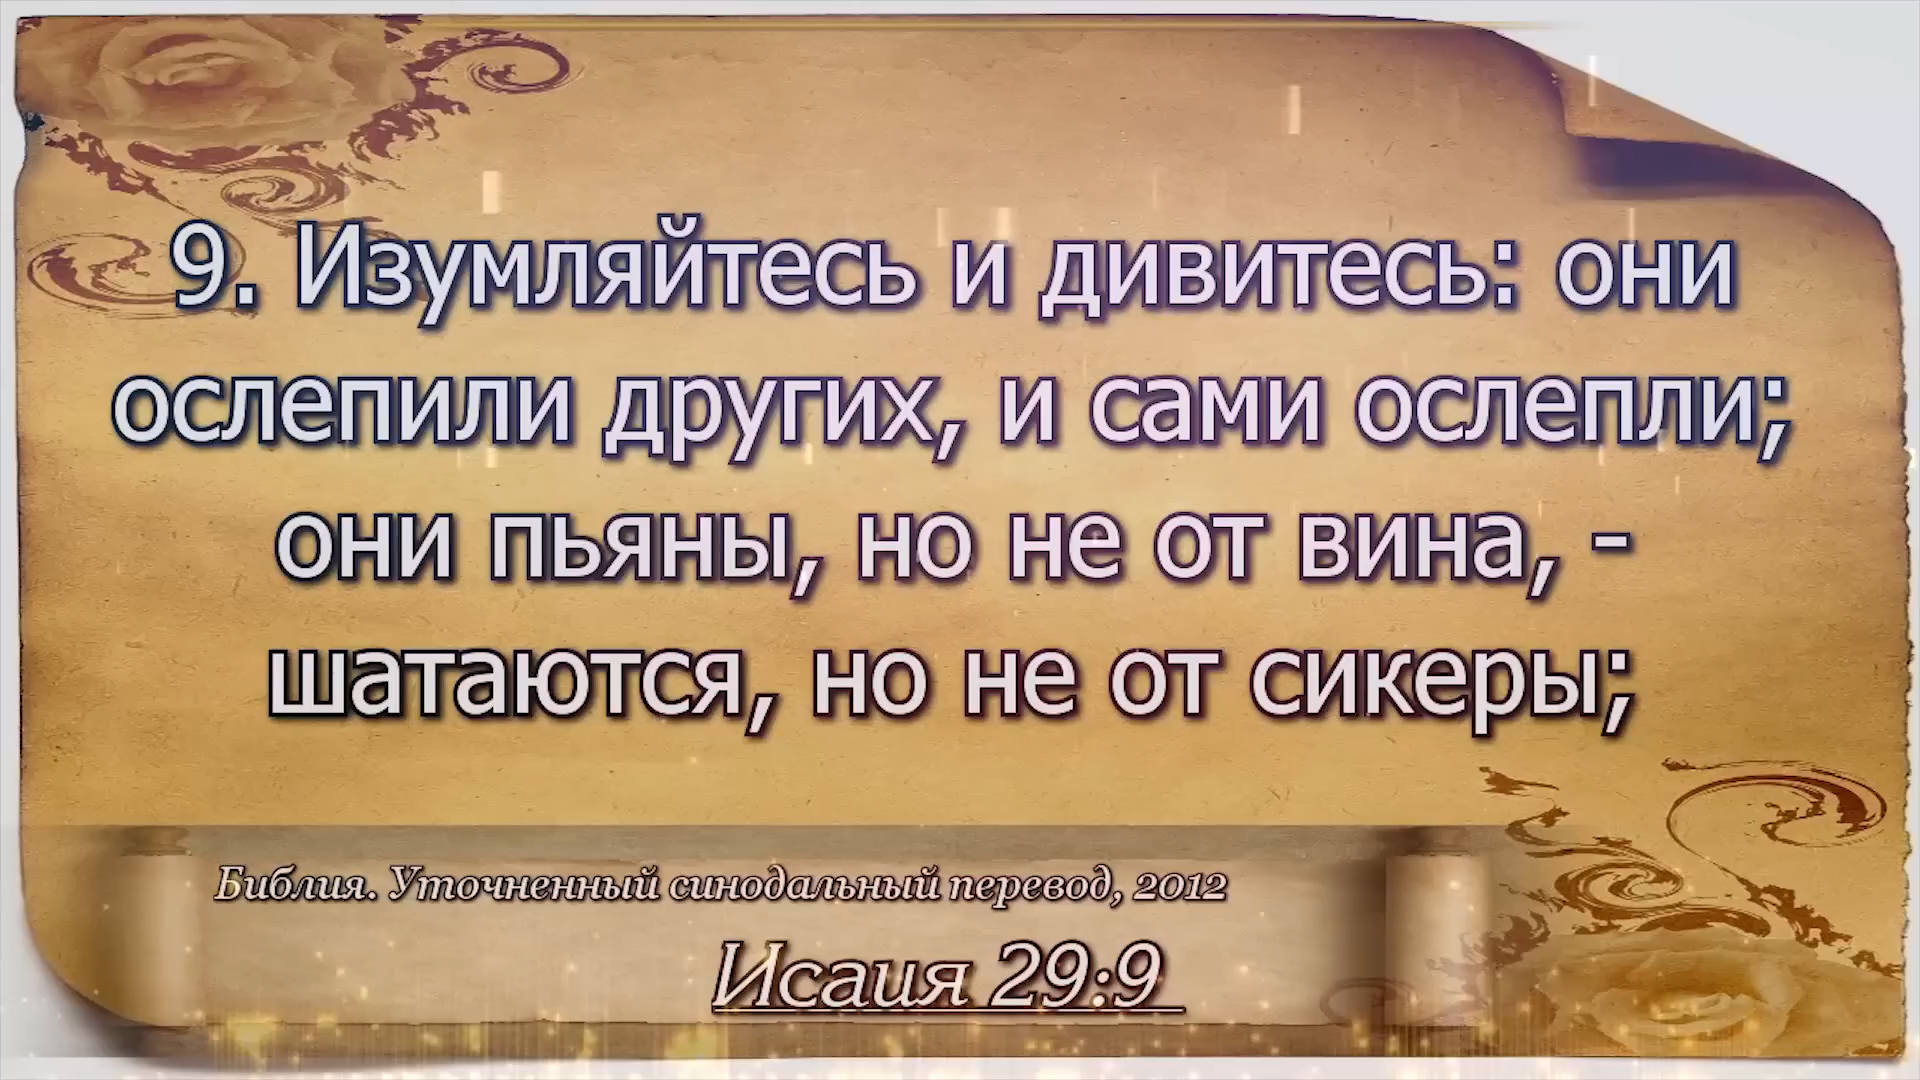 9. Изумляйтесь и дивитесь: они
ослепили других, и сами ослепли;
они пьяны, но не от вина, -
шатаются, но не от сикеры;
Библия. Уточненный синодальный перевод, 2012
Исаия 29:9